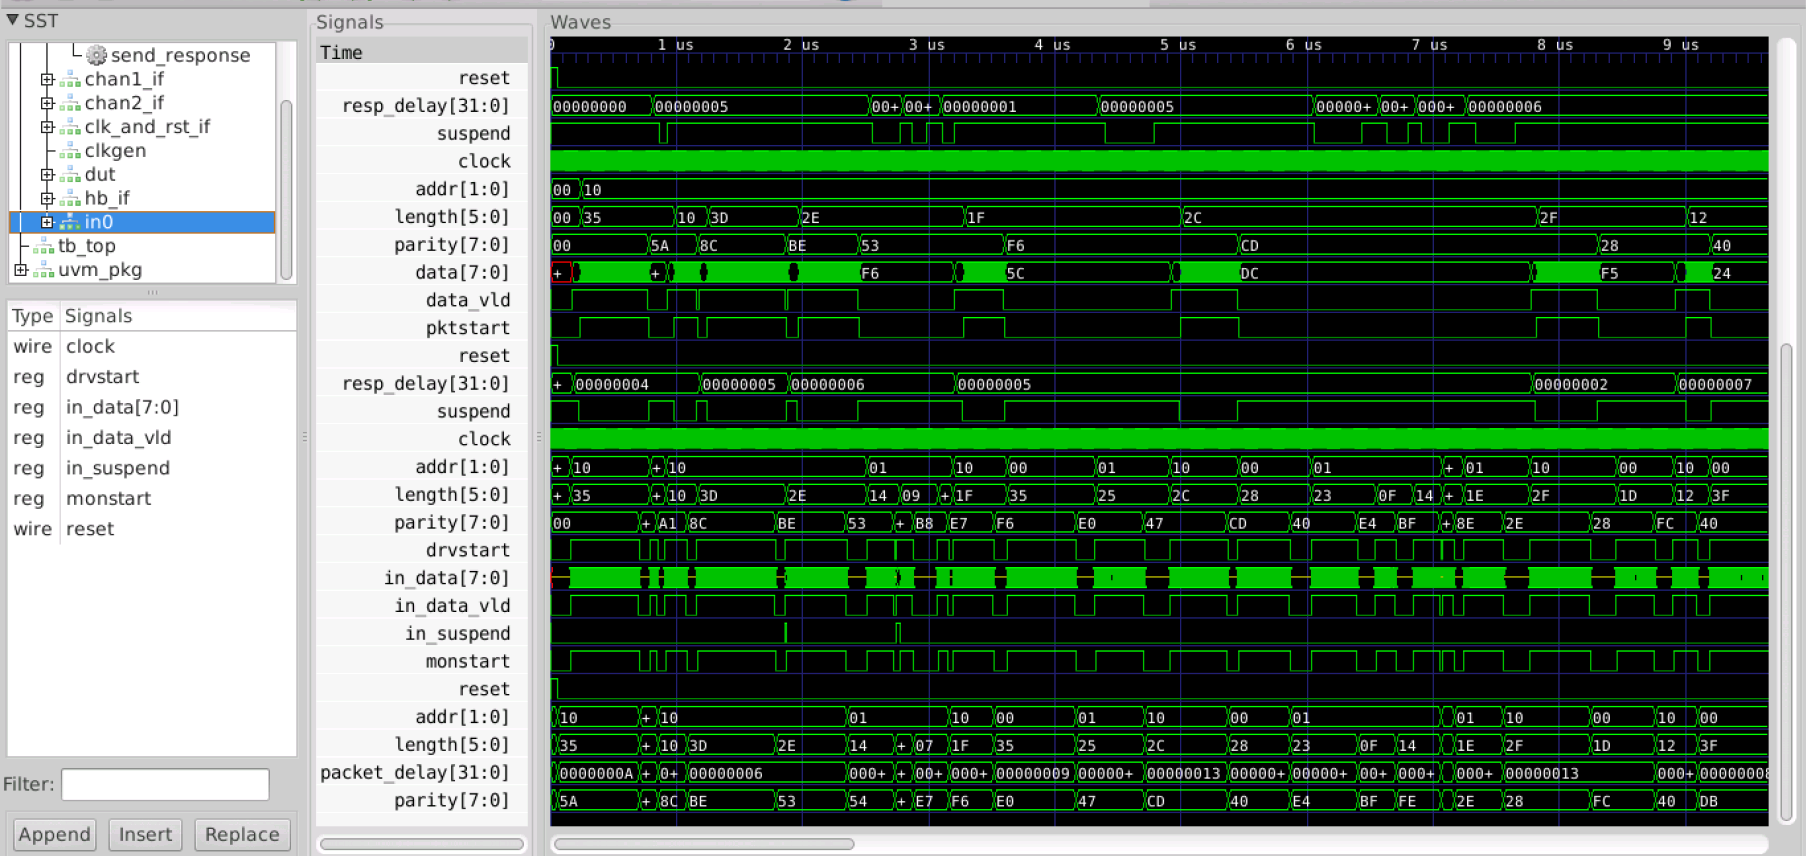 SST
send_response
chan1_if
chan2_if
clk_and_rst_if
clkgen
dut
hb_if
in0
tb_top
uvm_pkg
Type Signals
wire clock
reg drvstart
reg in_data[7:0]
reg in_data_vld
reg in_suspend
reg monstart
wire reset
Filter:
Append Insert Replace
Signals
Waves
Time 0 1 us 2 us 3 us 4 us 5 us 6 us 7 us 8 us 9 us
reset
resp_delay[31:0] 00000000 00000005 00+ 00+ 00000001 00000005 00000+ 00+ 000+ 00000006
suspend
clock
addr[1:0] 00 10
length[5:0] 00 35 10 3D 2E 1F 2C 2F 12
parity[7:0] 00 5A 8C BE 53 F6 CD 28 40
data[7:0] + + F6 5C DC F5 24
data_vld
pktstart
reset
resp_delay[31:0] + 00000004 00000005 00000006 00000005 00000002 00000007
suspend
clock
addr[1:0] + 10 + 10 01 10 00 01 10 00 01 + 01 10 00 10 00
length[5:0] + 35 + 10 3D 2E 14 09 + 1F 35 25 2C 28 23 0F 14 + 1E 2F 1D 12 3F
parity[7:0] 00 + A1 8C BE 53 + B8 E7 F6 E0 47 CD 40 E4 BF + 8E 2E 28 FC 40
drvstart
in_data[7:0]
in_data_vld
in_suspend
monstart
reset
addr[1:0] 10 + 10 01 10 00 01 10 00 01 01 10 00 10 00
length[5:0] 35 + 10 3D 2E 14 + 07 1F 35 25 2C 28 23 0F 14 1E 2F 1D 12 3F
packet_delay[31:0] 0000000A + 0+ 00000006 000+ + 00+ 000+ 00000009 00000+ 00000013 00000+ 00000+ 00+ 000+ 000+ 00000013 000+ 00000008
parity[7:0] 5A + 8C BE 53 54 + E7 F6 E0 47 CD 40 E4 BF FE 2E 28 FC 40 DB